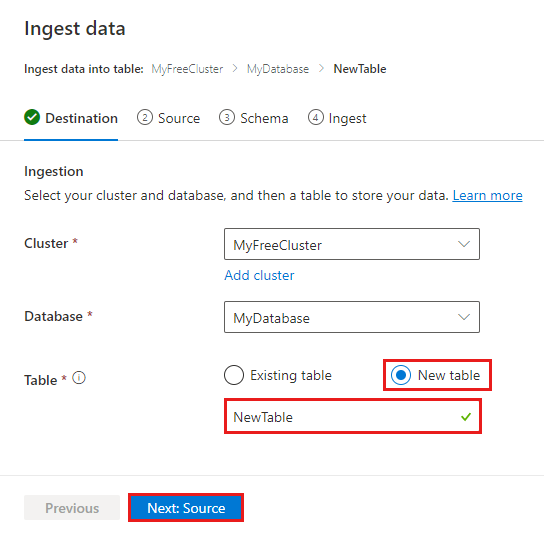 Ingest data
Ingest data into table: MyFreeCluster > MyDatabase > NewTable
Destination 2 Source 3 Schema 4 Ingest
Ingestion
Select your cluster and database, and then a table to store your data. Learn more
Cluster * MyFreeCluster
Add cluster
Database * MyDatabase
Table * Existing table New table
NewTable
Previous Next: Source